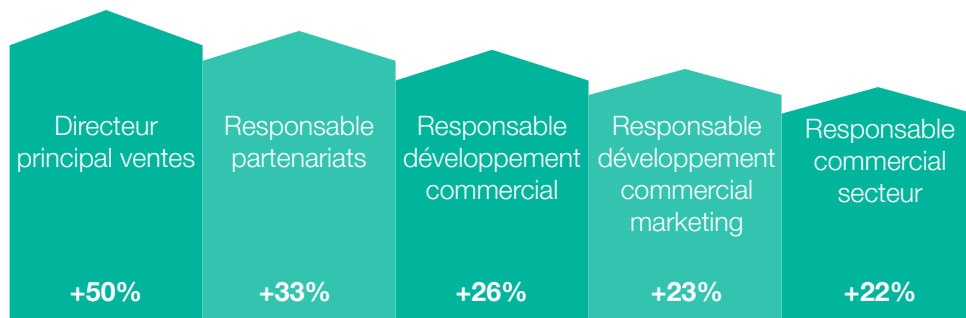 Directeur
principal ventes
+50%
Responsable
partenariats
+33%
Responsable
développement
commercial
+26%
Responsable
développement
commercial
marketing
+23%
Responsable
commercial
secteur
+22%